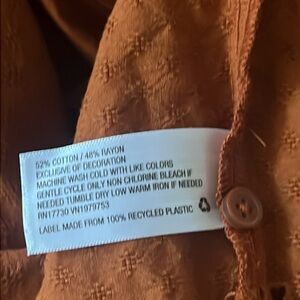 52% COTTON / 48% RAYON
EXCLUSIVE OF DECORATION
MACHINE WASH COLD WITH LIKE COLORS
GENTLE CYCLE ONLY NON CHLORINE BLEACH IF
NEEDED TUMBLE DRY LOW WARM IRON IF NEEDED
NN17730 VN1979753
LABEL MADE FROM 100% RECYCLED PLASTIC